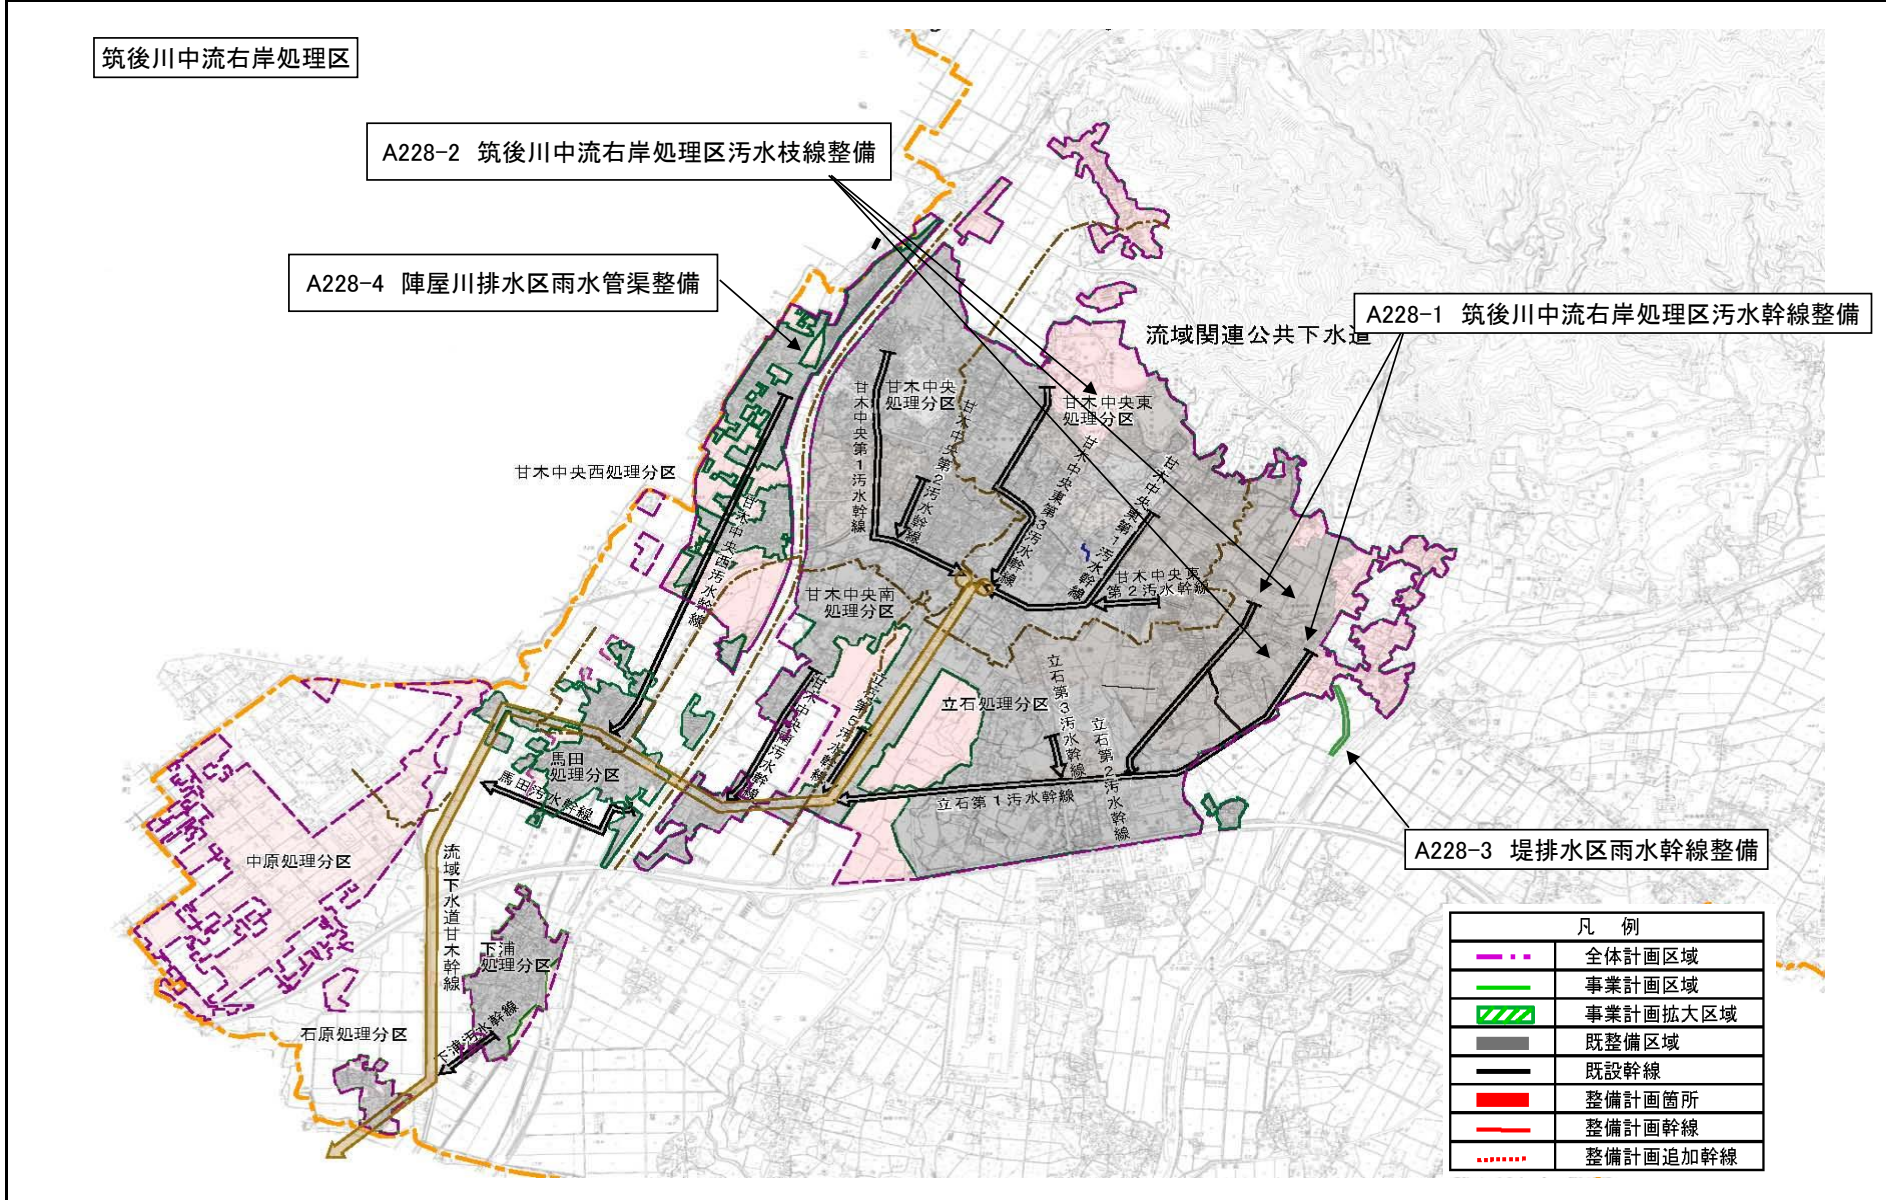 筑後川中流右岸処理区
A228-2 筑後川中流右岸処理区汚水枝線整備
A228-4 陣屋川排水区雨水管渠整備
A228-1 筑後川中流右岸処理区汚水幹線整備
流域関連公共下水道
甘木中央
処理分区
甘木中央東
処理分区
甘木中央第1汚水幹線
甘木中央第2汚水幹線
甘木中央東第3汚水幹線
甘木中央東第1汚水幹線
甘木中央西処理分区
甘木中央西汚水幹線
甘木中央東
第2汚水幹線
甘木中央南
処理分区
立石処理分区
立石第3汚水幹線
立石第2汚水幹線
甘木中央南汚水幹線
立石第5汚水幹線
馬田
処理分区
馬田汚水幹線
立石第1汚水幹線
A228-3 堤排水区雨水幹線整備
中原処理分区
流域下水道甘木幹線
下浦
処理分区
下浦汚水幹線
石原処理分区
凡 例
全体計画区域
事業計画区域
事業計画拡大区域
既整備区域
既設幹線
整備計画箇所
整備計画幹線
整備計画追加幹線